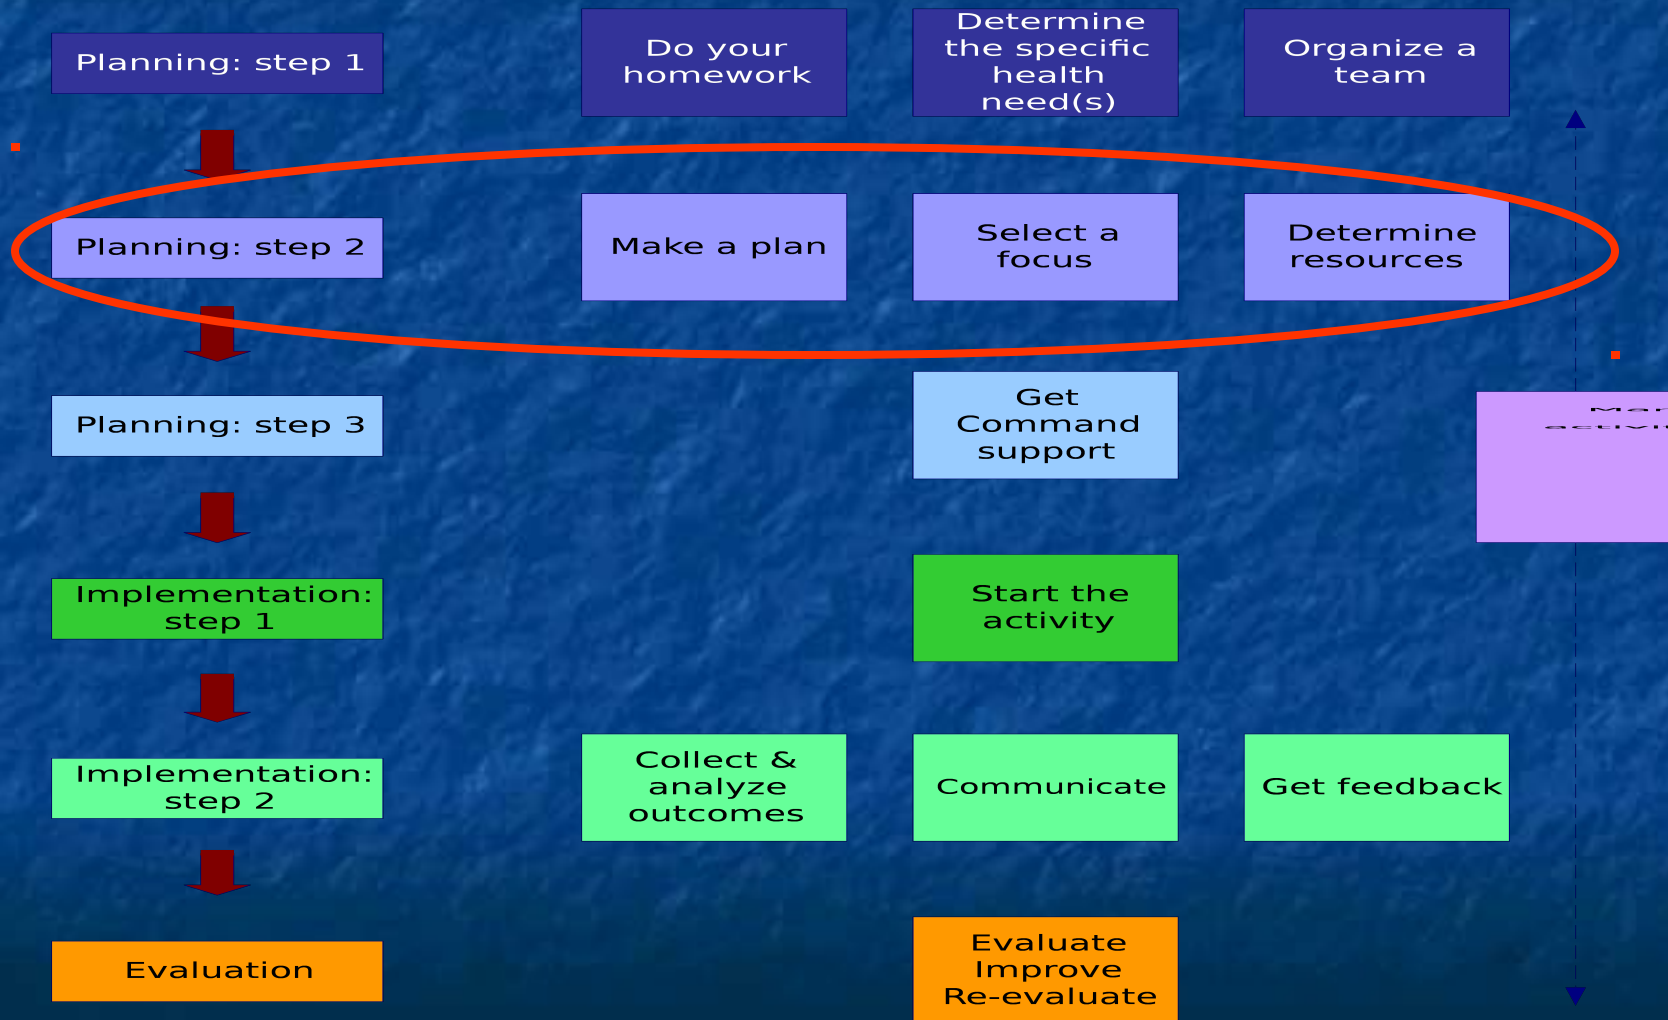 Planning: step 1
Do your
homework
Determine
the specific
health
need(s)
Organize a
team
Planning: step 2
Make a plan
Select a
focus
Determine
resources
Planning: step 3
Get
Command
support
Implementation:
step 1
Start the
activity
Implementation:
step 2
Collect &
analyze
outcomes
Communicate
Get feedback
Evaluation
Evaluate
Improve
Re-evaluate